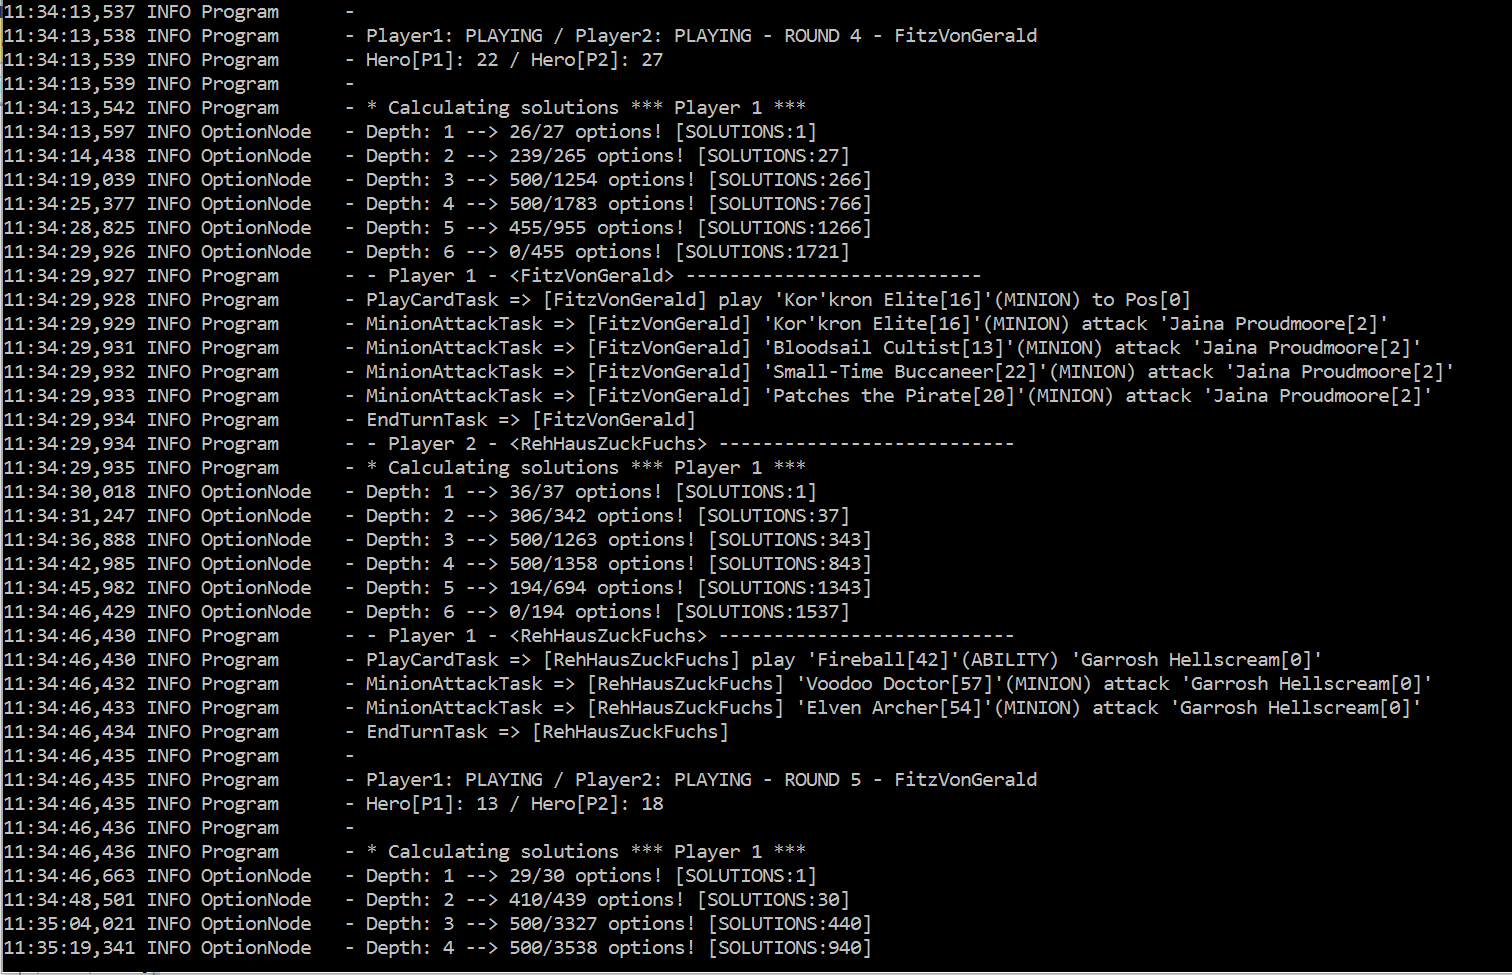 11:34:13,537 INFO Program      -
11:34:13,538 INFO Program      - Player1: PLAYING / Player2: PLAYING - ROUND 4 - FitzVonGerald
11:34:13,539 INFO Program      - Hero[P1]: 22 / Hero[P2]: 27
11:34:13,539 INFO Program      -
11:34:13,542 INFO Program      - * Calculating solutions *** Player 1 ***
11:34:13,597 INFO OptionNode   - Depth: 1 --> 26/27 options! [SOLUTIONS:1]
11:34:14,438 INFO OptionNode   - Depth: 2 --> 239/265 options! [SOLUTIONS:27]
11:34:19,039 INFO OptionNode   - Depth: 3 --> 500/1254 options! [SOLUTIONS:266]
11:34:25,377 INFO OptionNode   - Depth: 4 --> 500/1783 options! [SOLUTIONS:766]
11:34:28,825 INFO OptionNode   - Depth: 5 --> 455/955 options! [SOLUTIONS:1266]
11:34:29,926 INFO OptionNode   - Depth: 6 --> 0/455 options! [SOLUTIONS:1721]
11:34:29,927 INFO Program      - - Player 1 - <FitzVonGerald> ---------------------------
11:34:29,928 INFO Program      - PlayCardTask => [FitzVonGerald] play 'Kor'kron Elite[16]'(MINION) to Pos[0]
11:34:29,929 INFO Program      - MinionAttackTask => [FitzVonGerald] 'Kor'kron Elite[16]'(MINION) attack 'Jaina Proudmoore[2]'
11:34:29,931 INFO Program      - MinionAttackTask => [FitzVonGerald] 'Bloodsail Cultist[13]'(MINION) attack 'Jaina Proudmoore[2]'
11:34:29,932 INFO Program      - MinionAttackTask => [FitzVonGerald] 'Small-Time Buccaneer[22]'(MINION) attack 'Jaina Proudmoore[2]'
11:34:29,933 INFO Program      - MinionAttackTask => [FitzVonGerald] 'Patches the Pirate[20]'(MINION) attack 'Jaina Proudmoore[2]'
11:34:29,934 INFO Program      - EndTurnTask => [FitzVonGerald]
11:34:29,934 INFO Program      - - Player 2 - <RehHausZuckFuchs> ---------------------------
11:34:29,935 INFO Program      - * Calculating solutions *** Player 1 ***
11:34:30,018 INFO OptionNode   - Depth: 1 --> 36/37 options! [SOLUTIONS:1]
11:34:31,247 INFO OptionNode   - Depth: 2 --> 306/342 options! [SOLUTIONS:37]
11:34:36,888 INFO OptionNode   - Depth: 3 --> 500/1263 options! [SOLUTIONS:343]
11:34:42,985 INFO OptionNode   - Depth: 4 --> 500/1358 options! [SOLUTIONS:843]
11:34:45,982 INFO OptionNode   - Depth: 5 --> 194/694 options! [SOLUTIONS:1343]
11:34:46,429 INFO OptionNode   - Depth: 6 --> 0/194 options! [SOLUTIONS:1537]
11:34:46,430 INFO Program      - - Player 1 - <RehHausZuckFuchs> ---------------------------
11:34:46,430 INFO Program      - PlayCardTask => [RehHausZuckFuchs] play 'Fireball[42]'(ABILITY) 'Garrosh Hellscream[0]'
11:34:46,432 INFO Program      - MinionAttackTask => [RehHausZuckFuchs] 'Voodoo Doctor[57]'(MINION) attack 'Garrosh Hellscream[0]'
11:34:46,433 INFO Program      - MinionAttackTask => [RehHausZuckFuchs] 'Elven Archer[54]'(MINION) attack 'Garrosh Hellscream[0]'
11:34:46,434 INFO Program      - EndTurnTask => [RehHausZuckFuchs]
11:34:46,435 INFO Program      -
11:34:46,435 INFO Program      - Player1: PLAYING / Player2: PLAYING - ROUND 5 - FitzVonGerald
11:34:46,435 INFO Program      - Hero[P1]: 13 / Hero[P2]: 18
11:34:46,436 INFO Program      -
11:34:46,436 INFO Program      - * Calculating solutions *** Player 1 ***
11:34:46,663 INFO OptionNode   - Depth: 1 --> 29/30 options! [SOLUTIONS:1]
11:34:48,501 INFO OptionNode   - Depth: 2 --> 410/439 options! [SOLUTIONS:30]
11:35:04,021 INFO OptionNode   - Depth: 3 --> 500/3327 options! [SOLUTIONS:440]
11:35:19,341 INFO OptionNode   - Depth: 4 --> 500/3538 options! [SOLUTIONS:940]